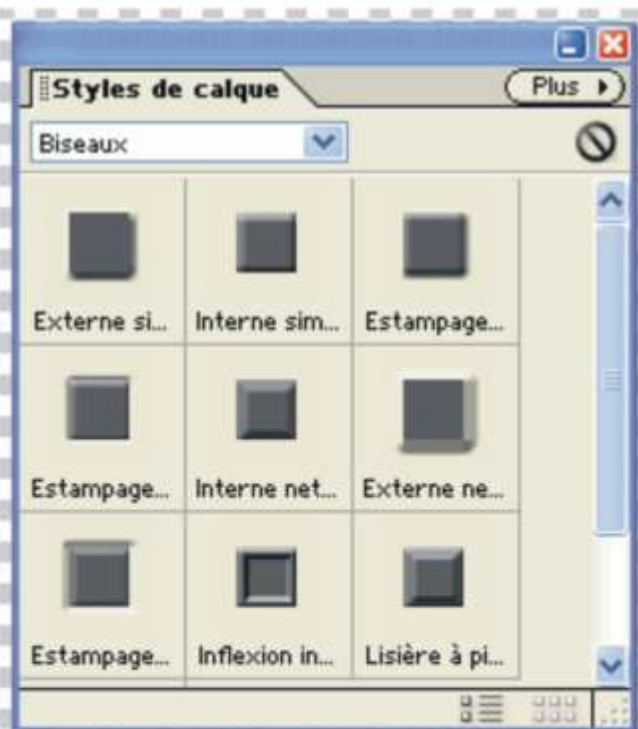 Styles de calque
Plus
Biseaux
Externe si...
Interne sim...
Estampage...
Estampage...
Interne net...
Externe ne...
Estampage...
Inflexion in...
Lisière à pi...